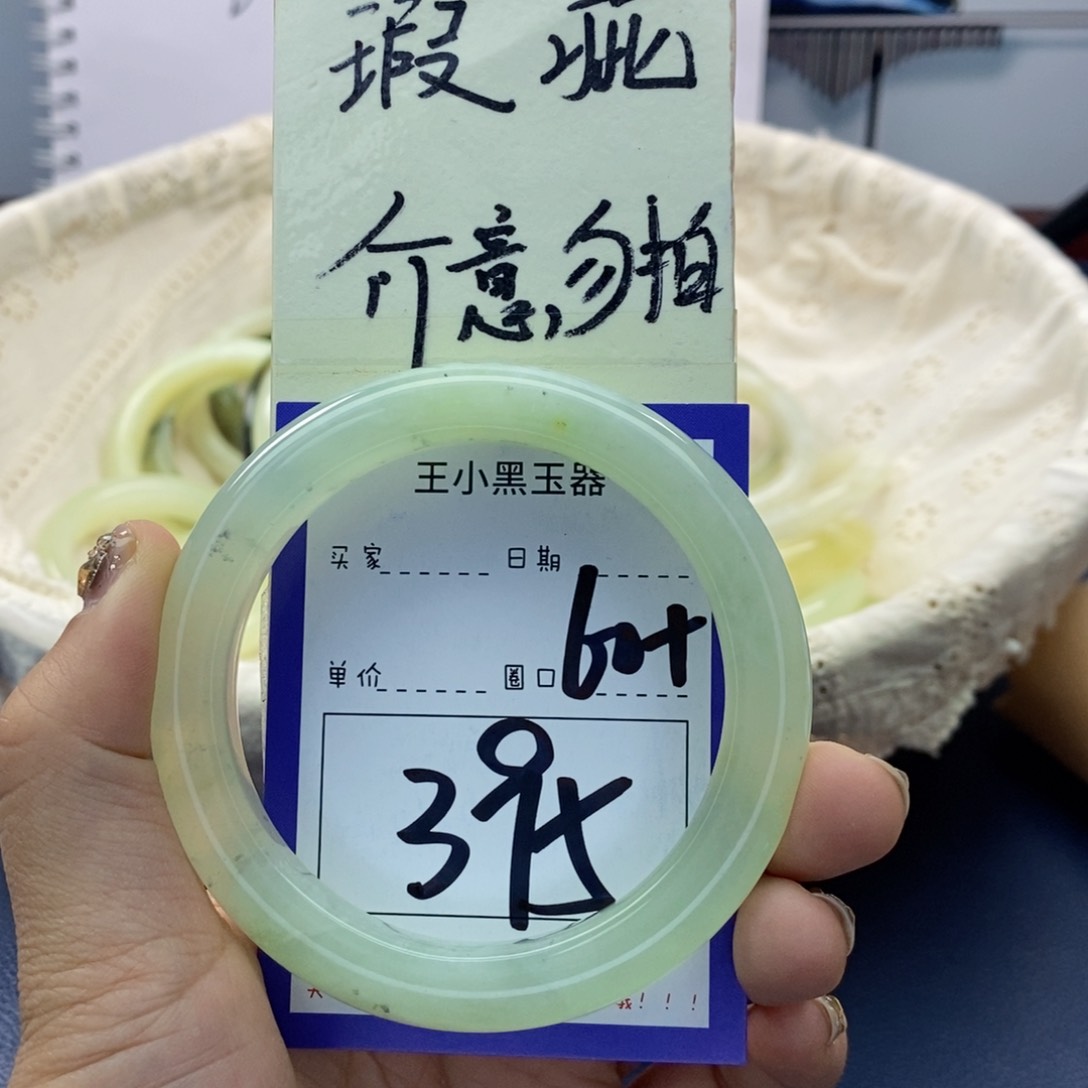 瑕疵
介意,勿拍
王小黑玉器
买家 日期
单价 圈口 60+